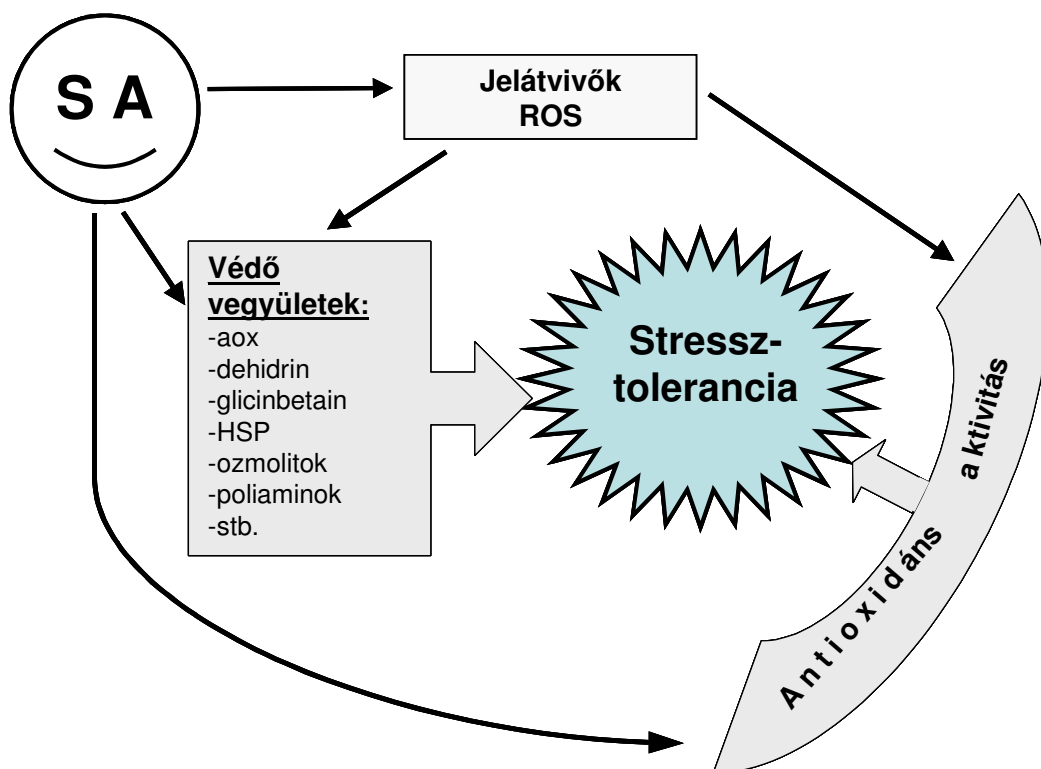 S A
Jelátvivők
ROS
Védő
vegyületek:
-aox
-dehidrin
-glicinbetain
-HSP
-ozmolitok
-poliaminok
-stb.
Stressz-
tolerancia
Antioxidáns aktivitás